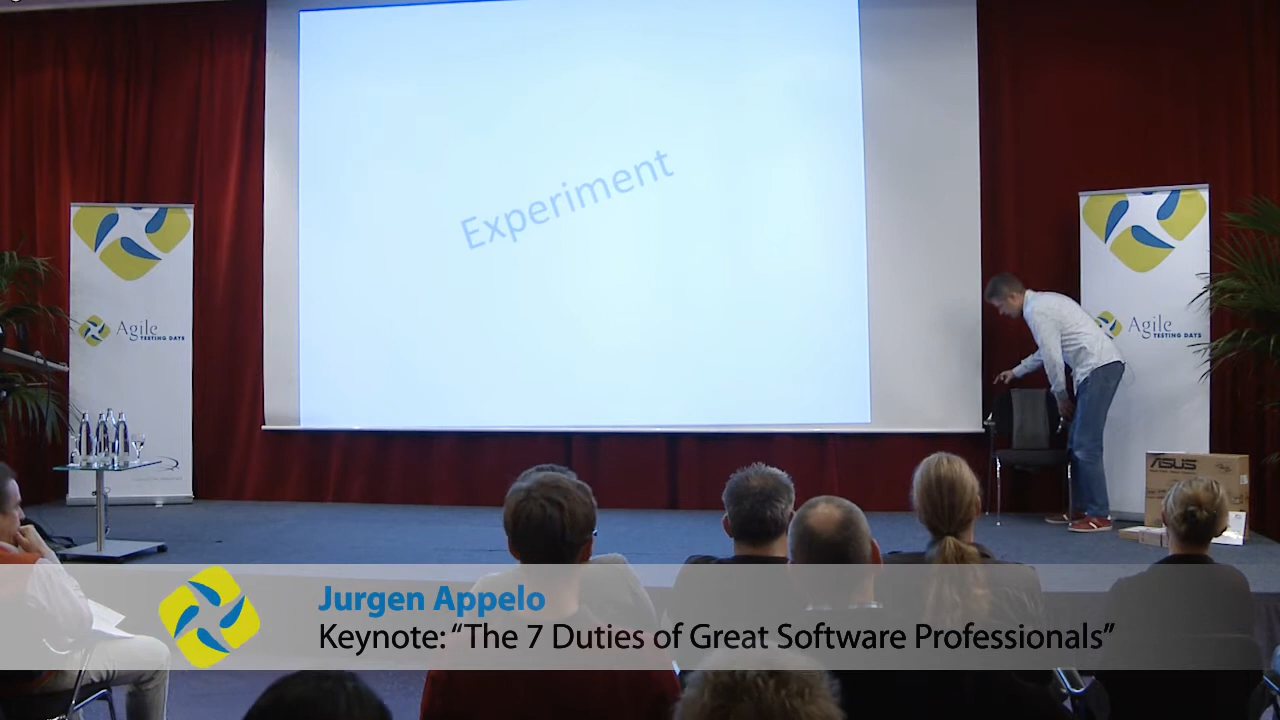 Experiment
Agile
TESTING DAYS
Agile
TESTING DAYS
ASUS
Jurgen Appelo
Keynote: “The 7 Duties of Great Software Professionals”